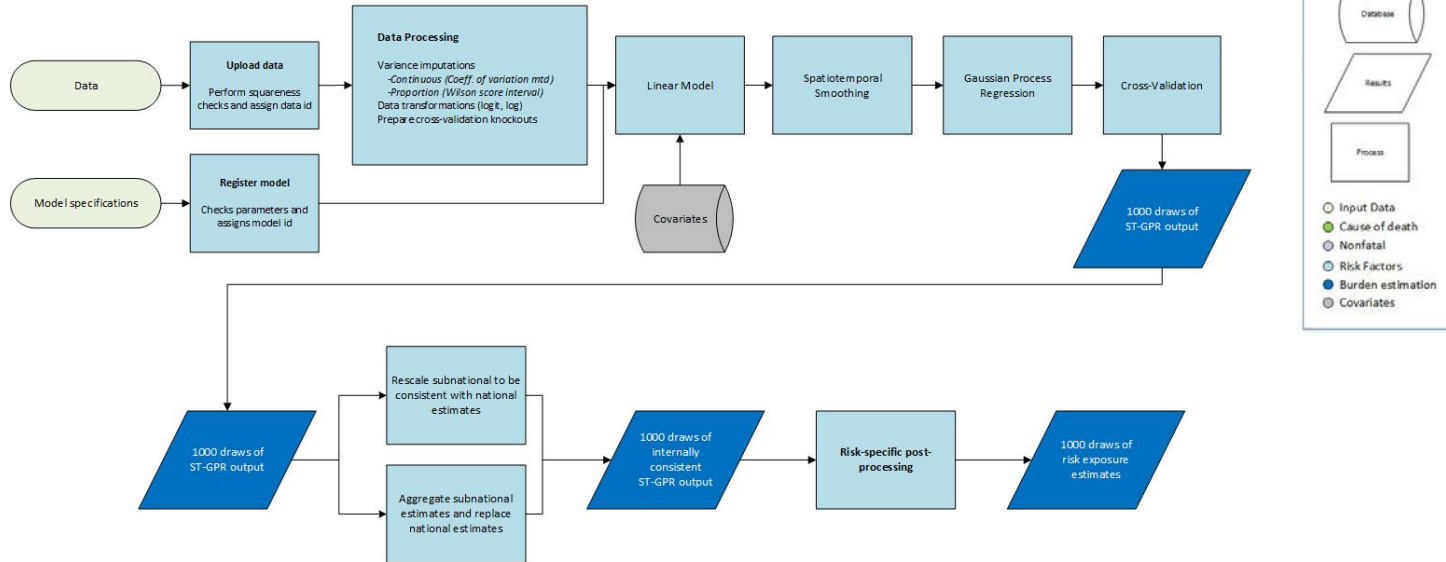 Data
Upload data
Perform squareness
checks and assign data id
Data Processing
Variance imputations
-Continuous (Coeff. of variation mtd)
-Proportion (Wilson score interval)
Data transformations (logit, log)
Prepare cross-validation knockouts
Linear Model
Spatiotemporal
Smoothing
Gaussian Process
Regression
Cross-Validation
Model specifications
Register model
Checks parameters and
assigns model id
Covariates
1000 draws of
ST-GPR output
Database
Results
Process
Input Data
Cause of death
Nonfatal
Risk Factors
Burden estimation
Covariates
1000 draws of
ST-GPR output
Rescale subnational to be
consistent with national
estimates
Aggregate subnational
estimates and replace
national estimates
1000 draws of
internally
consistent
ST-GPR output
Risk-specific post-
processing
1000 draws of
risk exposure
estimates